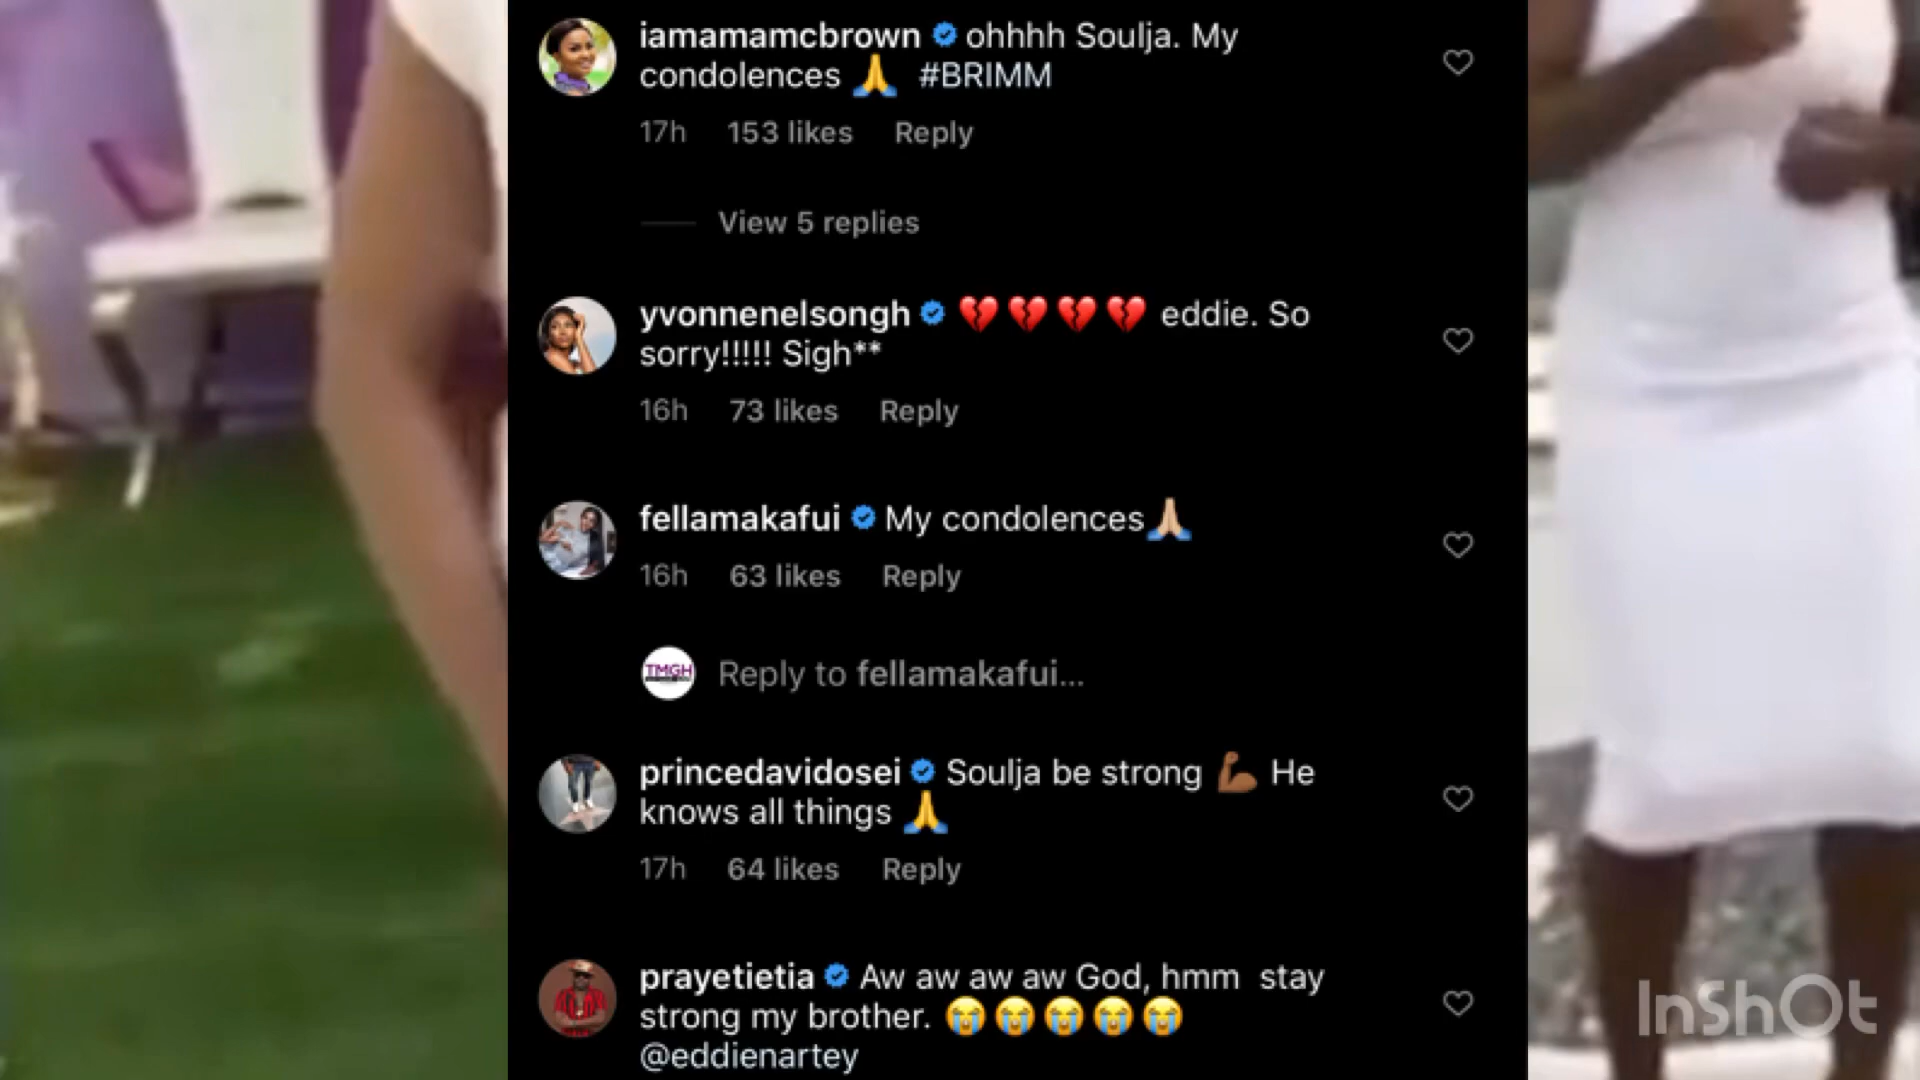 iamamamcbrown ohhhh Soulja. My
condolences 🙏 #BRIMM
17h 153 likes Reply
View 5 replies
yvonnenelsongh 💔💔💔💔 eddie. So
sorry!!!!! Sigh**
16h 73 likes Reply
fellamakafui My condolences🙏🏼
16h 63 likes Reply
TMGH
Reply to fellamakafui...
princedavidosei Soulja be strong 💪🏾 He
knows all things 🙏
17h 64 likes Reply
prayetietia Aw aw aw aw God, hmm stay
strong my brother. 😭😭😭😭😭
@eddienartey
InShOt